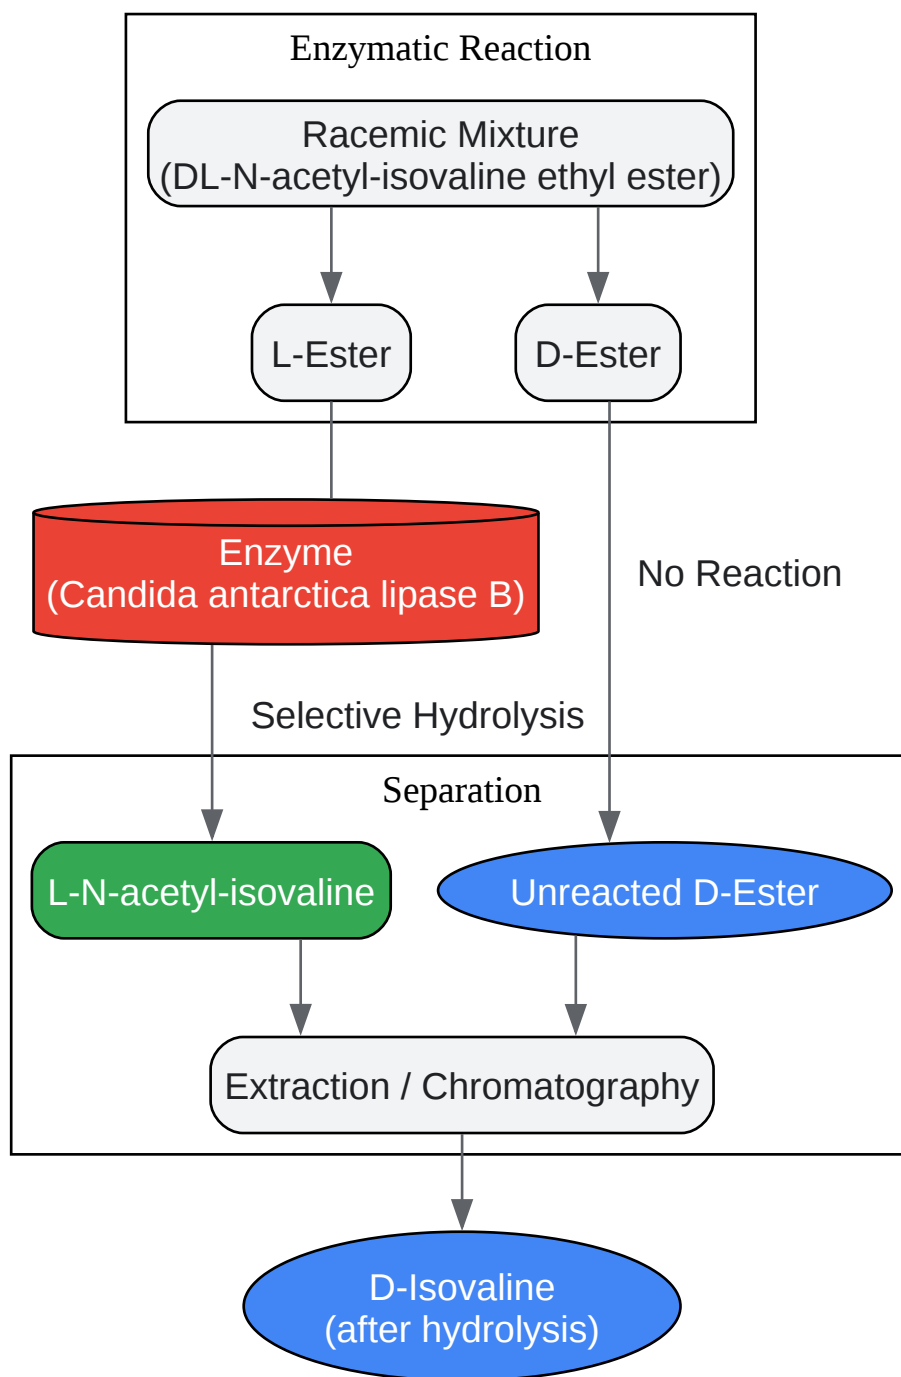 Enzymatic Reaction
Racemic Mixture
(DL-N-acetyl-isovaline ethyl ester)
L-Ester
D-Ester
Enzyme
(Candida antarctica lipase B)
No Reaction
Selective Hydrolysis
Separation
L-N-acetyl-isovaline
Unreacted D-Ester
Extraction / Chromatography
D-Isovaline
(after hydrolysis)